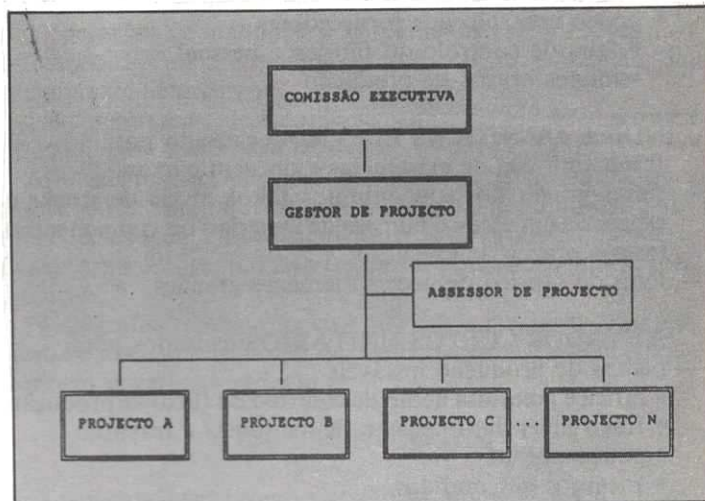 COMISSÃO EXECUTIVA
GESTOR DE PROJECTO
ASSESSOR DE PROJECTO
PROJECTO A
PROJECTO B
PROJECTO C
...
PROJECTO N